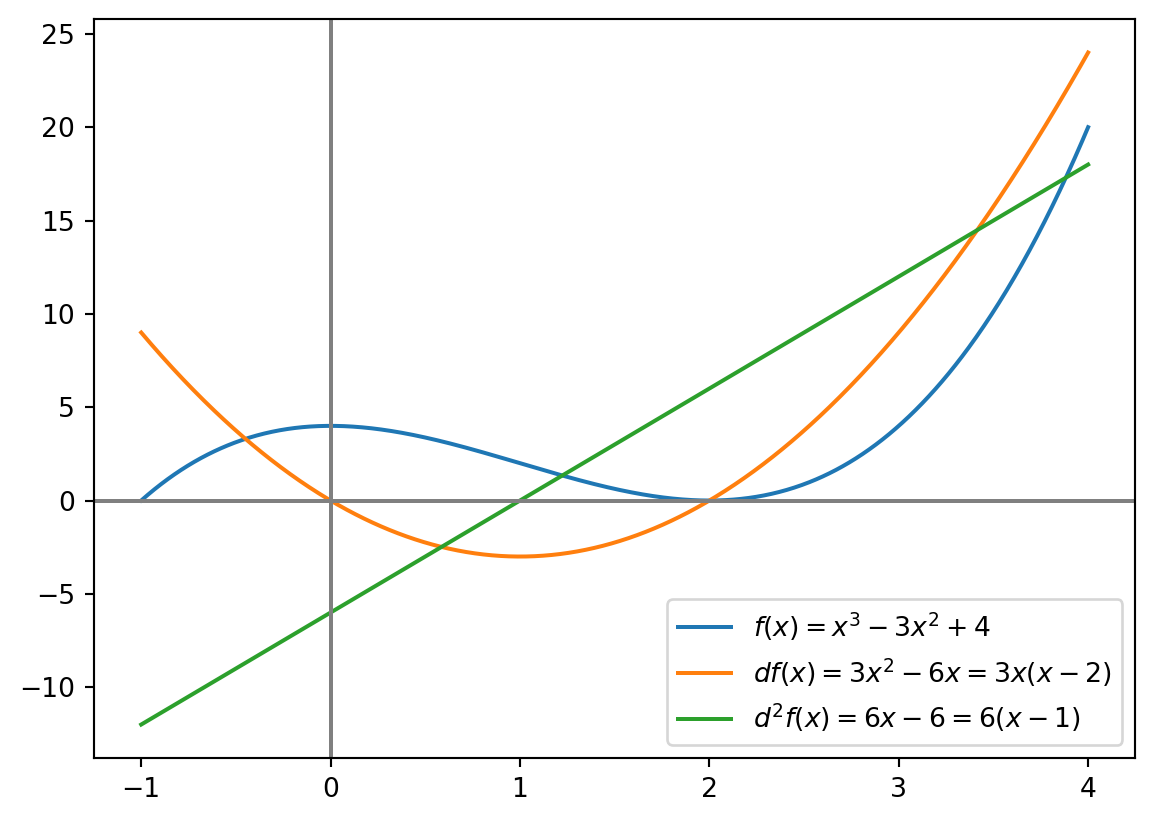 25
20
15
10
5
0
−5
−10
−1 0 1 2 3 4
f(x) = x³ − 3x² + 4
df(x) = 3x² − 6x = 3x(x − 2)
d²f(x) = 6x − 6 = 6(x − 1)